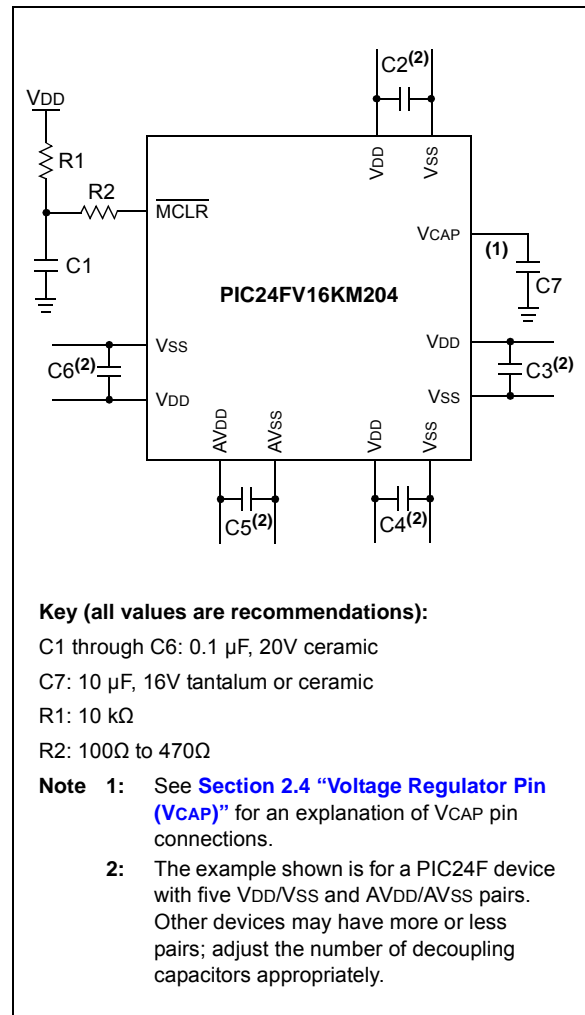 C2(2)
VDD
R1
R2
C1
VDD
VSS
MCLR
VCAP
(1)
C7
PIC24FV16KM204
VSS
VDD
C6(2)
VDD
VSS
C3(2)
AVDD
AVSS
VDD
VSS
C5(2)
C4(2)
Key (all values are recommendations):
C1 through C6: 0.1 µF, 20V ceramic
C7: 10 µF, 16V tantalum or ceramic
R1: 10 kΩ
R2: 100Ω to 470Ω
Note 1: See Section 2.4 “Voltage Regulator Pin
(VCAP)” for an explanation of VCAP pin
connections.
2: The example shown is for a PIC24F device
with five VDD/VSS and AVDD/AVSS pairs.
Other devices may have more or less
pairs; adjust the number of decoupling
capacitors appropriately.